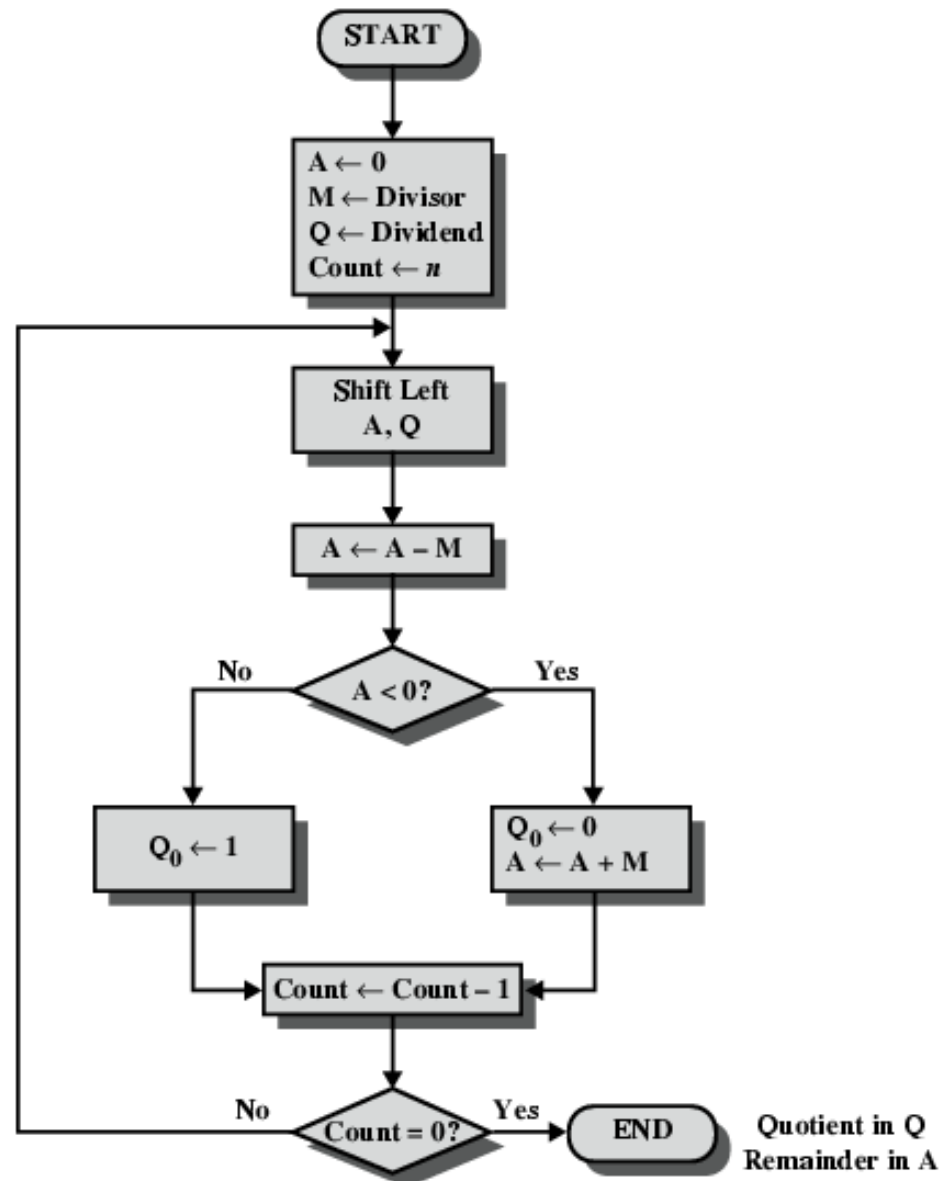 START
A ← 0
M ← Divisor
Q ← Dividend
Count ← n
Shift Left
A, Q
A ← A – M
No
A < 0?
Yes
Q0 ← 1
Q0 ← 0
A ← A + M
Count ← Count – 1
No
Count = 0?
Yes
END
Quotient in Q
Remainder in A